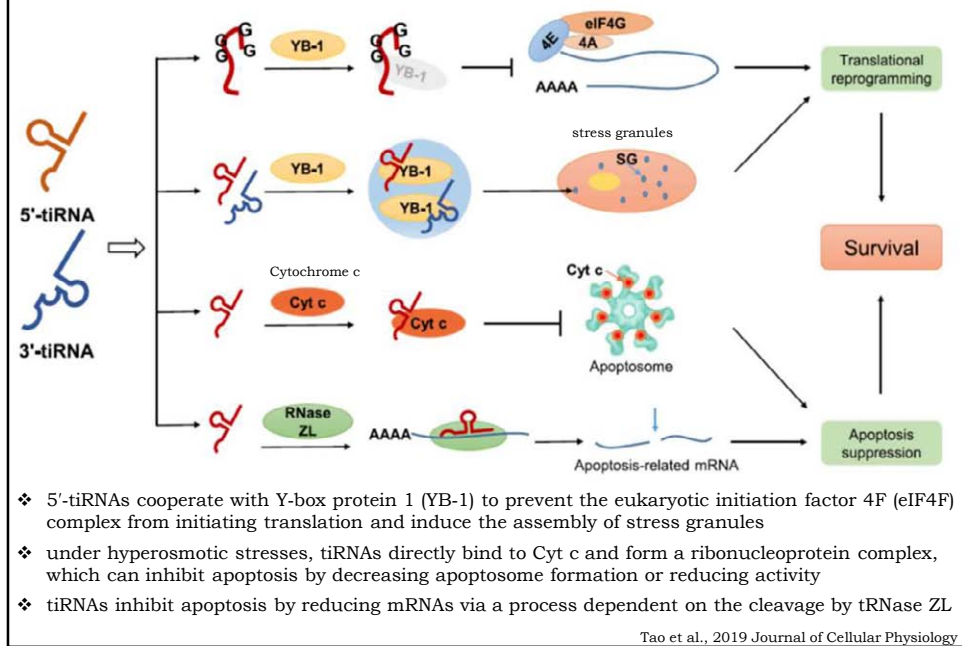 G
G
G
G
YB-1
G
G
G
G
YB-1
4E
eIF4G
4A
AAAA
Translational
reprogramming
5'-tiRNA
3'-tiRNA
YB-1
YB-1
YB-1
stress granules
SG
Survival
Cytochrome c
Cyt c
Cyt c
Cyt c
Apoptosome
RNase
ZL
AAAA
Apoptosis-related mRNA
Apoptosis
suppression
❖ 5'-tiRNAs cooperate with Y-box protein 1 (YB-1) to prevent the eukaryotic initiation factor 4F (eIF4F)
complex from initiating translation and induce the assembly of stress granules
❖ under hyperosmotic stresses, tiRNAs directly bind to Cyt c and form a ribonucleoprotein complex,
which can inhibit apoptosis by decreasing apoptosome formation or reducing activity
❖ tiRNAs inhibit apoptosis by reducing mRNAs via a process dependent on the cleavage by tRNase ZL
Tao et al., 2019 Journal of Cellular Physiology